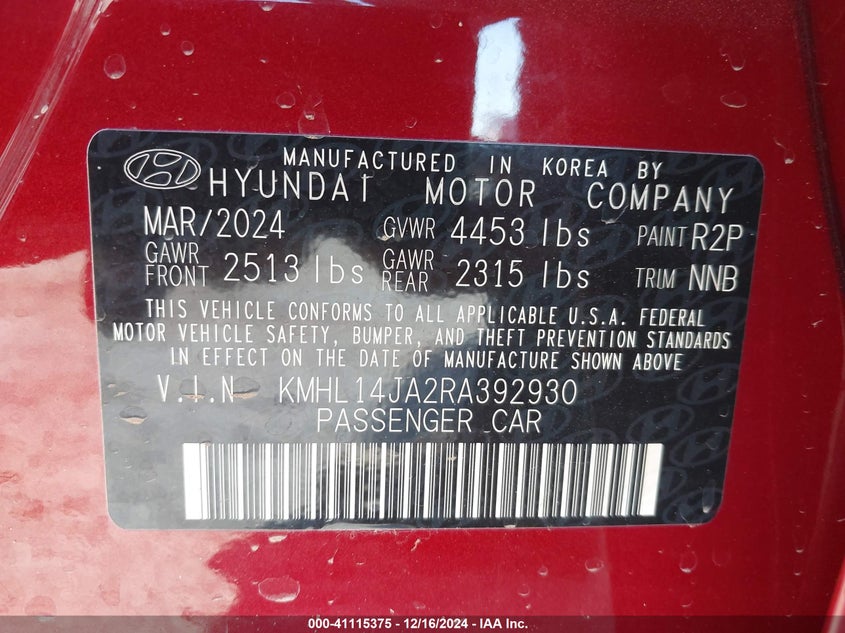 MANUFACTURED IN KOREA BY
HYUNDAI MOTOR COMPANY
MAR/2024 GVWR 4453 lbs PAINT R2P
GAWR FRONT 2513 lbs GAWR REAR 2315 lbs TRIM NNB
THIS VEHICLE CONFORMS TO ALL APPLICABLE U.S.A. FEDERAL
MOTOR VEHICLE SAFETY, BUMPER, AND THEFT PREVENTION STANDARDS
IN EFFECT ON THE DATE OF MANUFACTURE SHOWN ABOVE
V.I.N KMHL14JA2RA392930
PASSENGER CAR
000-41115375 - 12/16/2024 - IAA Inc.